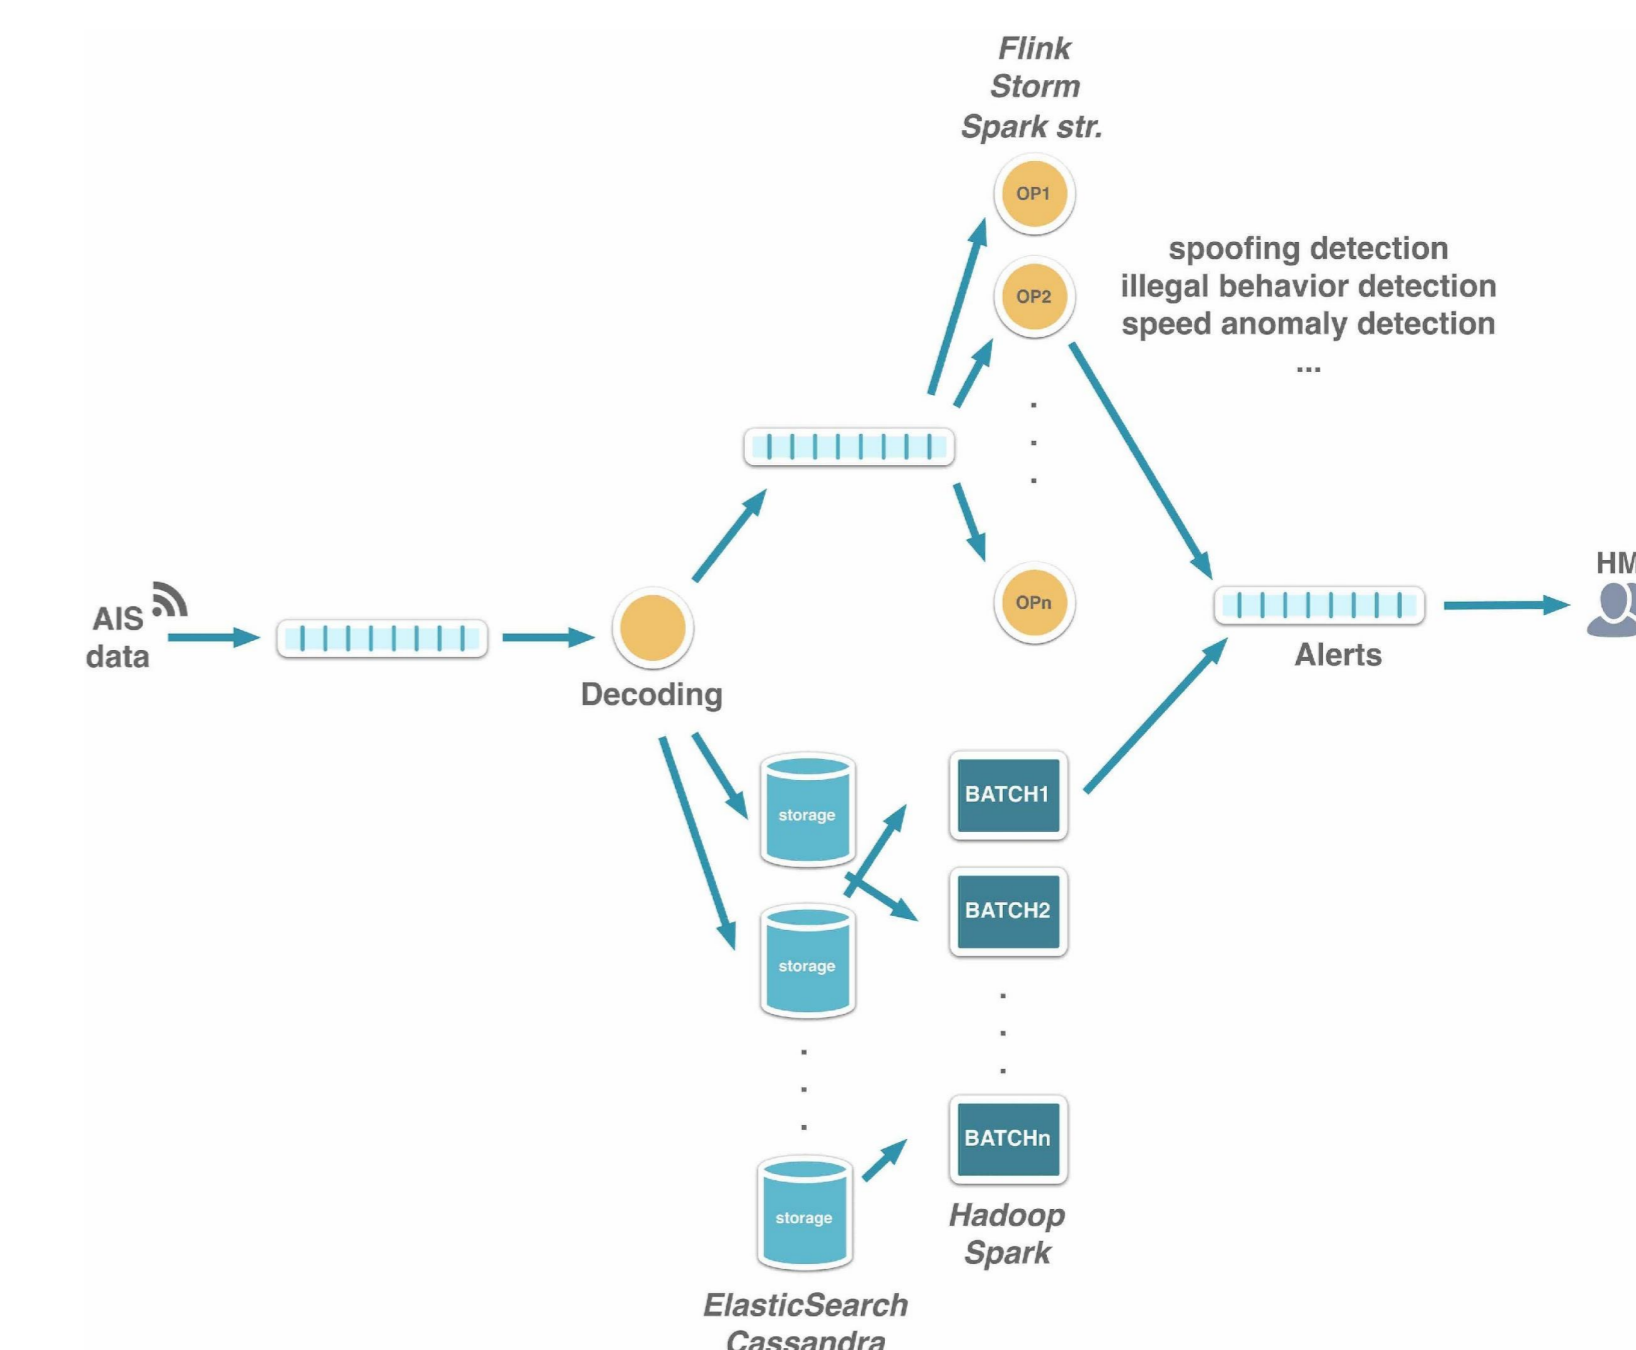 Flink
Storm
Spark str.
OP1
OP2
spoofing detection
illegal behavior detection
speed anomaly detection
...
OPn
AIS
data
Decoding
Alerts
HM
storage
storage
storage
BATCH1
BATCH2
BATCHn
Hadoop
Spark
ElasticSearch
Cassandra